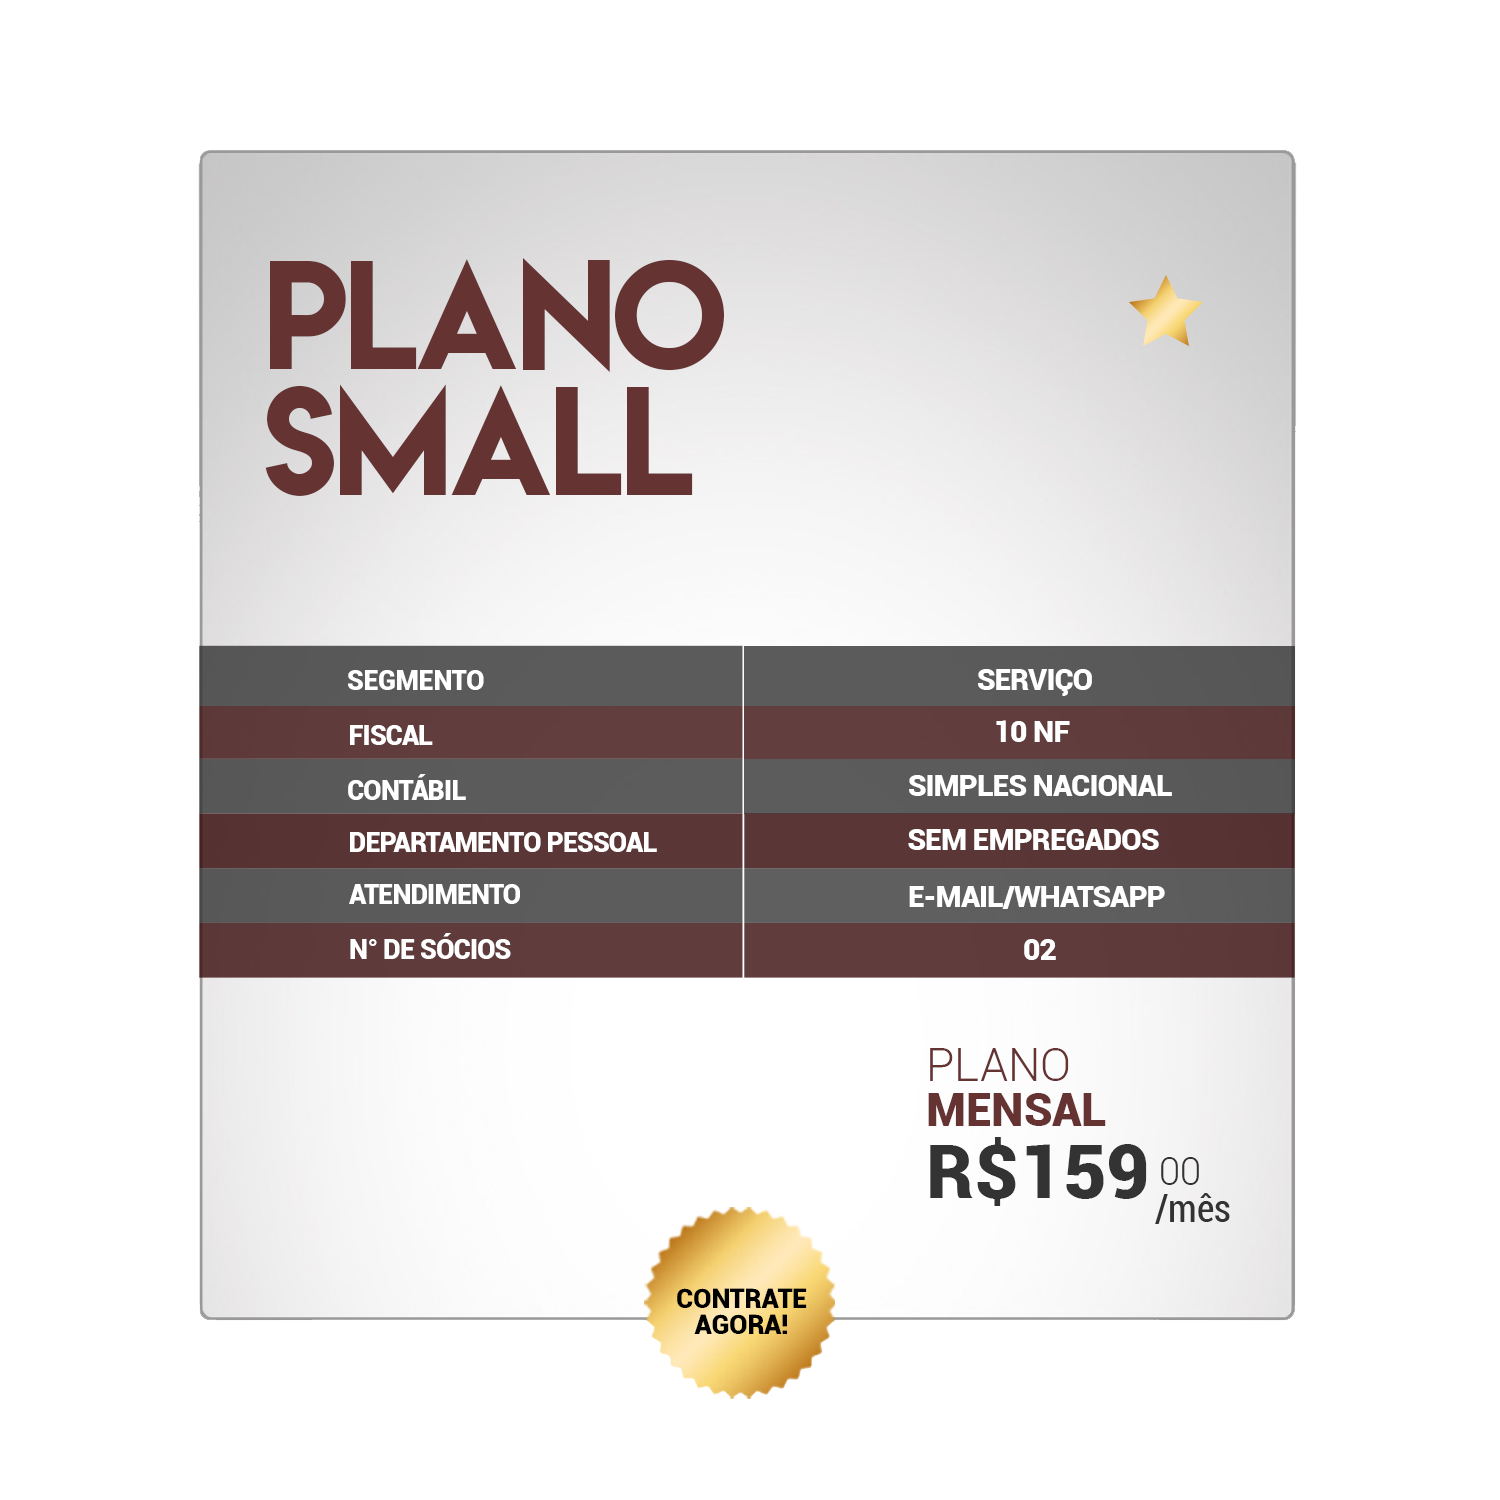 PLANO
SMALL
SEGMENTO SERVIÇO
FISCAL 10 NF
CONTÁBIL SIMPLES NACIONAL
DEPARTAMENTO PESSOAL SEM EMPREGADOS
ATENDIMENTO E-MAIL/WHATSAPP
N° DE SÓCIOS 02
PLANO
MENSAL
R$159 00
/mês
CONTRATE
AGORA!